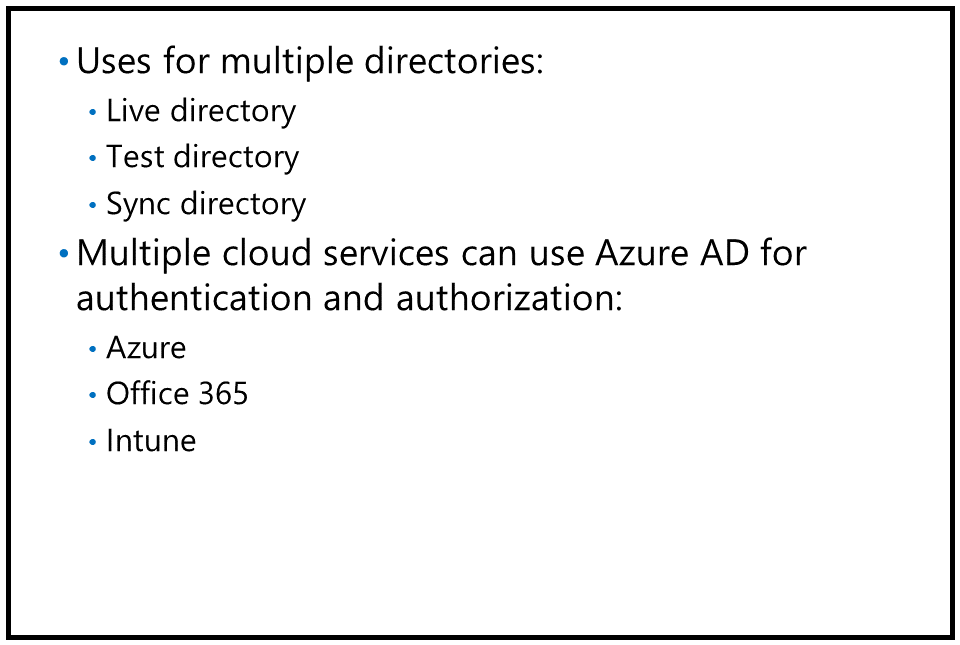 • Uses for multiple directories:
• Live directory
• Test directory
• Sync directory
• Multiple cloud services can use Azure AD for
authentication and authorization:
• Azure
• Office 365
• Intune